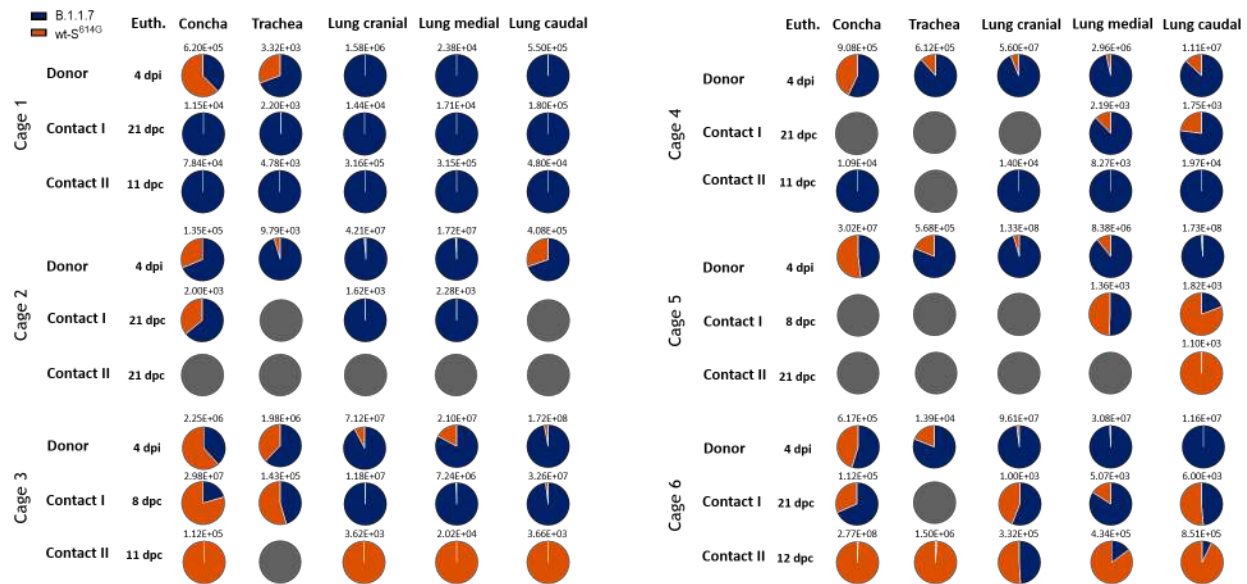 B.1.1.7
wt-S614G
Euth. Concha Trachea Lung cranial Lung medial Lung caudal
6.20E+05 3.32E+03 1.58E+06 2.38E+04 5.50E+05
Donor 4 dpi
Cage 1
1.15E+04 2.20E+03 1.44E+04 1.71E+04 1.80E+05
Contact I 21 dpc
7.84E+04 4.78E+03 3.16E+05 3.15E+05 4.80E+04
Contact II 11 dpc
1.35E+05 9.79E+03 4.21E+07 1.72E+07 4.08E+05
Donor 4 dpi
Cage 2
2.00E+03 1.62E+03 2.28E+03
Contact I 21 dpc
Contact II 21 dpc
2.25E+06 1.98E+06 7.12E+07 2.10E+07 1.72E+08
Donor 4 dpi
Cage 3
2.98E+07 1.43E+05 1.18E+07 7.24E+06 3.26E+07
Contact I 8 dpc
1.12E+05 3.62E+03 2.02E+04 3.66E+03
Contact II 11 dpc
Euth. Concha Trachea Lung cranial Lung medial Lung caudal
9.08E+05 6.12E+05 5.60E+07 2.96E+06 1.11E+07
Donor 4 dpi
Cage 4
2.19E+03 1.75E+03
Contact I 21 dpc
1.09E+04 1.40E+04 8.27E+03 1.97E+04
Contact II 11 dpc
3.02E+07 5.68E+05 1.33E+08 8.38E+06 1.73E+08
Donor 4 dpi
Cage 5
1.36E+03 1.82E+03
Contact I 8 dpc
1.10E+03
Contact II 21 dpc
6.17E+05 1.39E+04 9.61E+07 3.08E+07 1.16E+07
Donor 4 dpi
Cage 6
1.12E+05 1.00E+03 5.07E+03 6.00E+03
Contact I 21 dpc
2.77E+08 1.50E+06 3.32E+05 4.34E+05 8.51E+05
Contact II 12 dpc